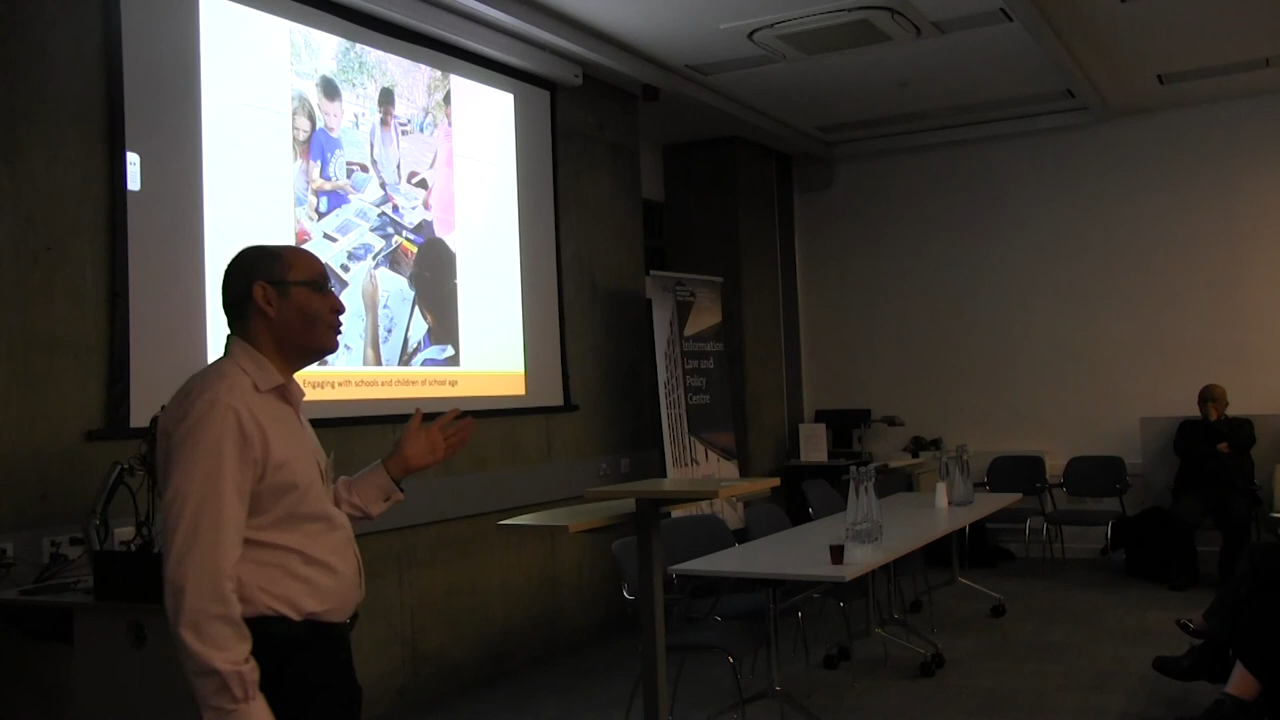 Engaging with schools and children of school age
Information
Law and
Policy
Centre